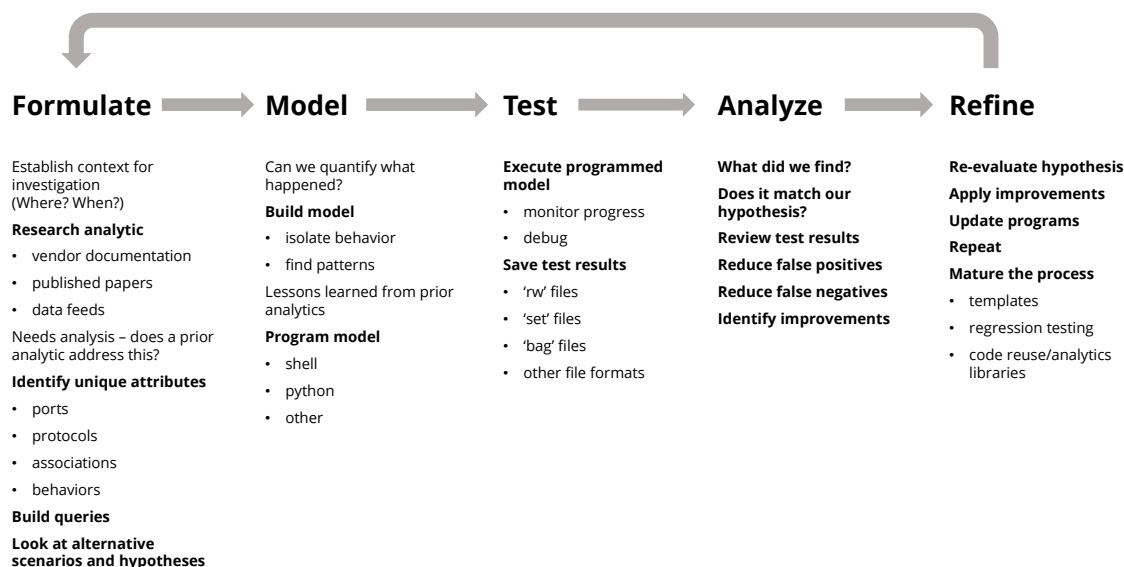 Formulate
Model
Test
Analyze
Refine
Establish context for
investigation
(Where? When?)
Research analytic
• vendor documentation
• published papers
• data feeds
Needs analysis – does a prior
analytic address this?
Identify unique attributes
• ports
• protocols
• associations
• behaviors
Build queries
Look at alternative
scenarios and hypotheses
Can we quantify what
happened?
Build model
• isolate behavior
• find patterns
Lessons learned from prior
analytics
Program model
• shell
• python
• other
Execute programmed
model
• monitor progress
• debug
Save test results
• ‘rw’ files
• ‘set’ files
• ‘bag’ files
• other file formats
What did we find?
Does it match our
hypothesis?
Review test results
Reduce false positives
Reduce false negatives
Identify improvements
Re-evaluate hypothesis
Apply improvements
Update programs
Repeat
Mature the process
• templates
• regression testing
• code reuse/analytics
libraries